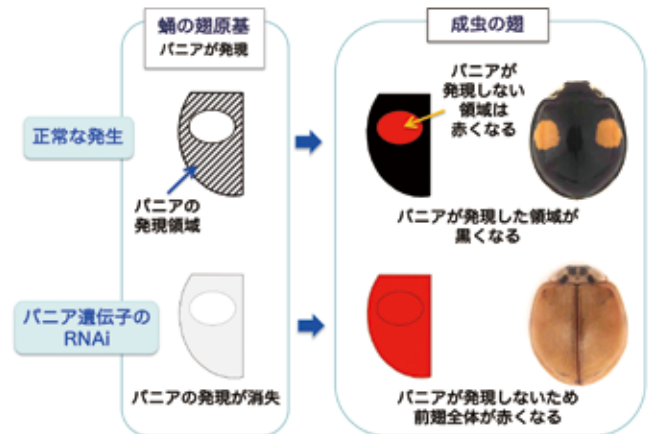 蛹の翅原基
パニアが発現
成虫の翅
正常な発生
パニアの
発現領域
パニアが
発現しない
領域は
赤くなる
パニアが発現した領域が
黒くなる
パニア遺伝子の
RNAi
パニアの発現が消失
パニアが発現しないため
前翅全体が赤くなる